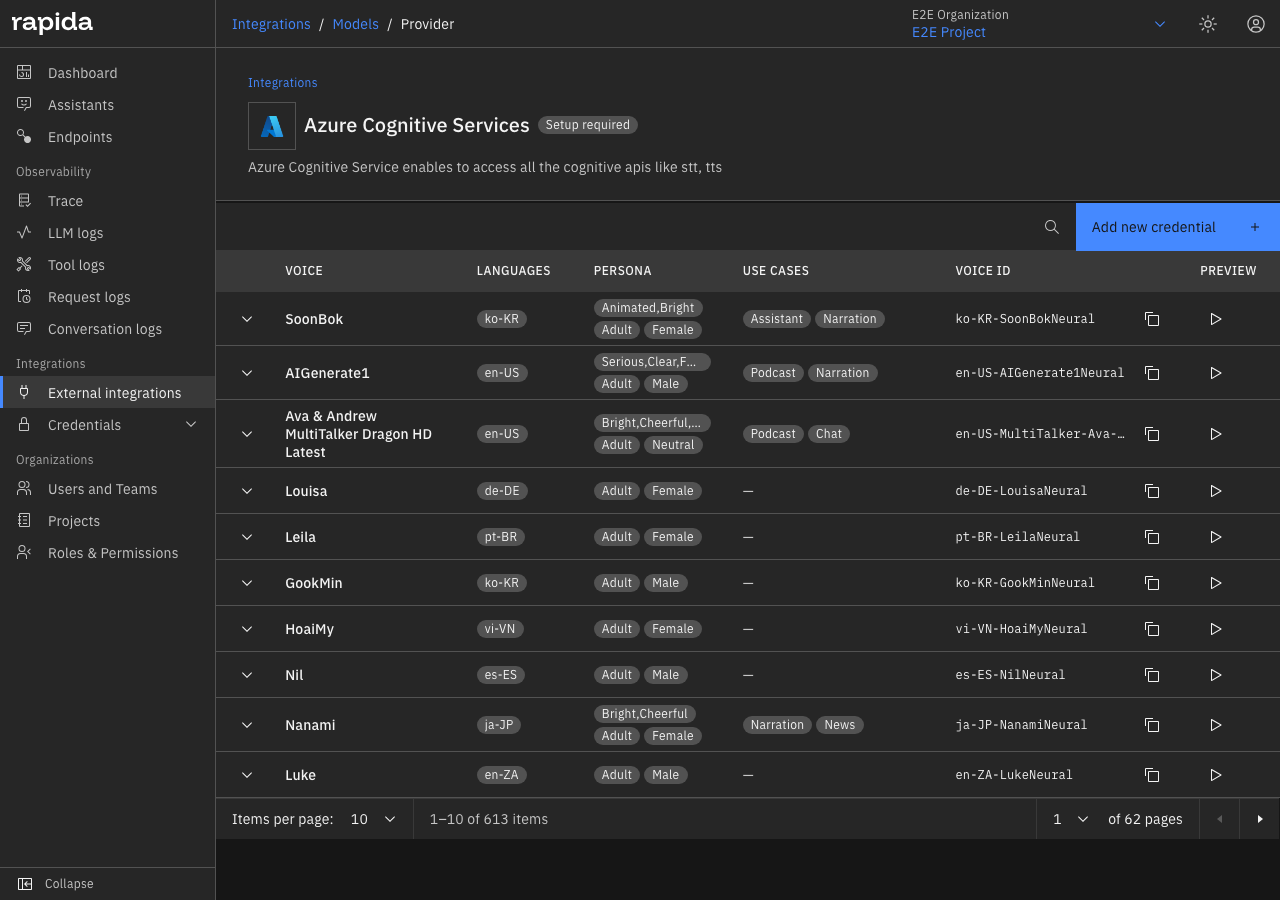 rapida
Integrations / Models / Provider
E2E Organization
E2E Project
Dashboard
Assistants
Endpoints
Observability
Trace
LLM logs
Tool logs
Request logs
Conversation logs
Integrations
External integrations
Credentials
Organizations
Users and Teams
Projects
Roles & Permissions
Collapse
Integrations
Azure Cognitive Services Setup required
Azure Cognitive Service enables to access all the cognitive apis like stt, tts
Add new credential +
VOICE LANGUAGES PERSONA USE CASES VOICE ID PREVIEW
SoonBok ko-KR Animated,Bright Adult Female Assistant Narration ko-KR-SoonBokNeural
AIGenerate1 en-US Serious,Clear,F... Adult Male Podcast Narration en-US-AIGenerate1Neural
Ava & Andrew
MultiTalker Dragon HD
Latest
en-US Bright,Cheerful,... Adult Neutral Podcast Chat en-US-MultiTalker-Ava-...
Louisa de-DE Adult Female — de-DE-LouisaNeural
Leila pt-BR Adult Female — pt-BR-LeilaNeural
GookMin ko-KR Adult Male — ko-KR-GookMinNeural
HoaiMy vi-VN Adult Female — vi-VN-HoaiMyNeural
Nil es-ES Adult Male — es-ES-NilNeural
Nanami ja-JP Bright,Cheerful Adult Female Narration News ja-JP-NanamiNeural
Luke en-ZA Adult Male — en-ZA-LukeNeural
Items per page: 10 1–10 of 613 items 1 of 62 pages